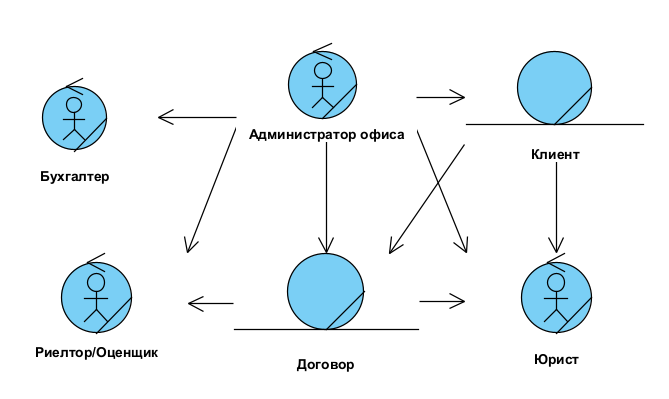 Администратор офиса
Клиент
Бухгалтер
Риелтор/Оценщик
Договор
Юрист